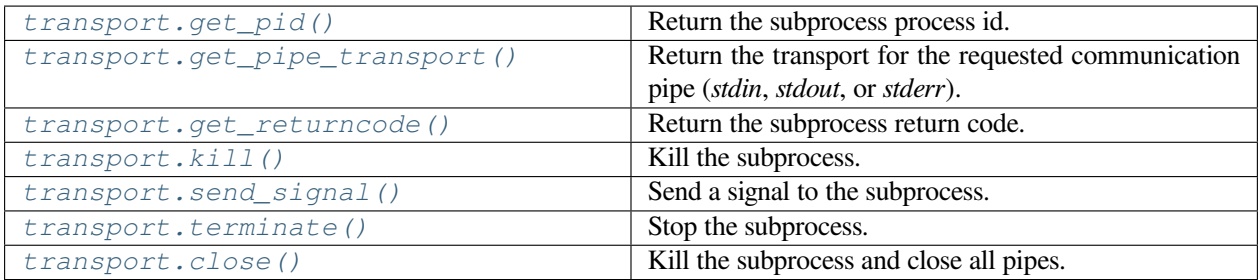 transport.get_pid() Return the subprocess process id.
transport.get_pipe_transport() Return the transport for the requested communication
pipe (stdin, stdout, or stderr).
transport.get_returncode() Return the subprocess return code.
transport.kill() Kill the subprocess.
transport.send_signal() Send a signal to the subprocess.
transport.terminate() Stop the subprocess.
transport.close() Kill the subprocess and close all pipes.